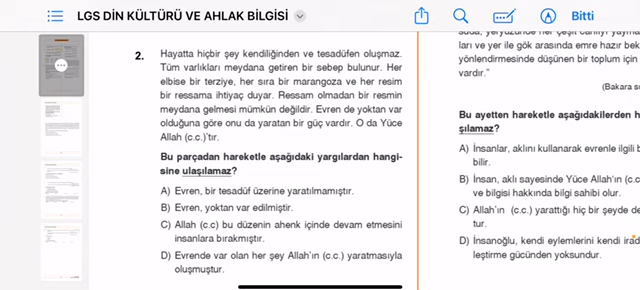 LGS DİN KÜLTÜRÜ VE AHLAK BİLGİSİ
Bitti
2.
Hayatta hiçbir şey kendiliğinden ve tesadüfen oluşmaz.
Tüm varlıkları meydana getiren bir sebep bulunur. Her
elbise bir terziye, her sıra bir marangoza ve her resim
bir ressama ihtiyaç duyar. Ressam olmadan bir resmin
meydana gelmesi mümkün değildir. Evren de yoktan var
olduğuna göre onu da yaratan bir güç vardır. O da Yüce
Allah (c.c.)'tır.
Bu parçadan hareketle aşağıdaki yargılardan hangi-
sine ulaşılamaz?
A) Evren, bir tesadüf üzerine yaratılmamıştır.
B) Evren, yoktan var edilmiştir.
C) Allah (c.c) bu düzenin ahenk içinde devam etmesini
insanlara bırakmıştır.
D) Evrende var olan her şey Allah'ın (c.c.) yaratmasıyla
oluşmuştur.
ları ve yer ile gök arasında emre hazır bek
yönlendirmesinde düşünen bir toplum için
vardır."
(Bakara s
Bu ayetten hareketle aşağıdakilerden h
şılamaz?
A) İnsanlar, aklını kullanarak evrenle ilgili b
bilir.
B) İnsan, aklı sayesinde Yüce Allah'ın (c.c
ve bilgisi hakkında bilgi sahibi olur.
C) Allah'ın (c.c.) yarattığı hiç bir şeyde de
tur.
D) İnsanoğlu, kendi eylemlerini kendi irad
leştirme gücünden yoksundur.